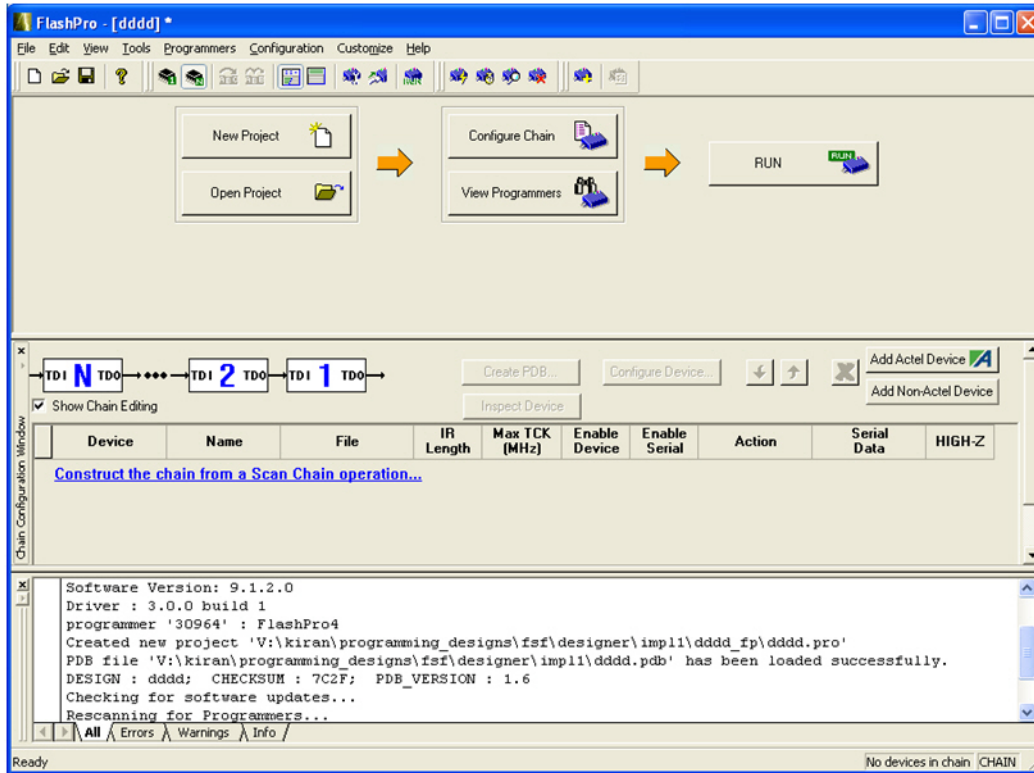 FlashPro - [dddd] *
File Edit View Tools Programmers Configuration Customize Help
New Project
Open Project
Configure Chain
View Programmers
RUN
RUN
TDI N TDO
TDI 2 TDO
TDI 1 TDO
Create PDB...
Configure Device...
Inspect Device
Add Actel Device
Add Non-Actel Device
Show Chain Editing
Chain Configuration Window
Device Name File IR Length Max TCK (MHz) Enable Device Enable Serial Action Serial Data HIGH-Z
Construct the chain from a Scan Chain operation...
Software Version: 9.1.2.0
Driver : 3.0.0 build 1
programmer '30964' : FlashPro4
Created new project 'V:\kiran\programming_designs\fsf\designer\impl1\dddd_fp\dddd.pro'
PDB file 'V:\kiran\programming_designs\fsf\designer\impl1\dddd.pdb' has been loaded successfully.
DESIGN : dddd; CHECKSUM : 7C2F; PDB_VERSION : 1.6
Checking for software updates...
Rescanning for Programmers...
All Errors Warnings Info
Ready
No devices in chain CHAIN